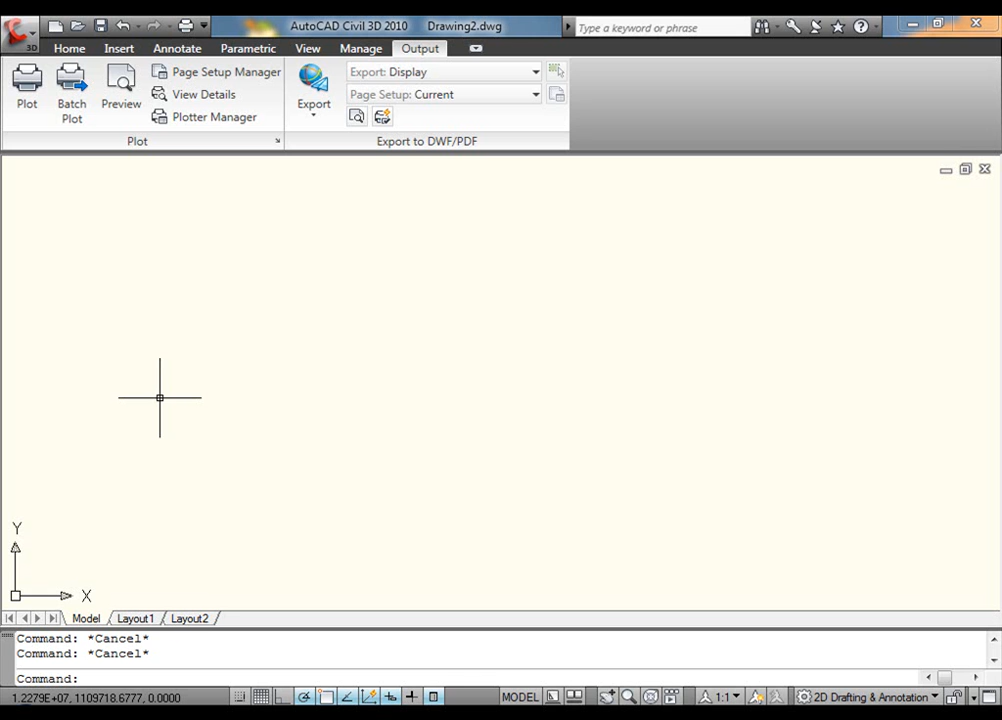 AutoCAD Civil 3D 2010 Drawing2.dwg Type a keyword or phrase
3D Home Insert Annotate Parametric View Manage Output
Plot Batch Plot Preview Page Setup Manager
View Details
Plotter Manager
Export Export: Display
Page Setup: Current
Plot Export to DWF/PDF
Y
X
Model Layout1 Layout2
Command: *Cancel*
Command: *Cancel*
Command:
1.2279E+07, 1109718.6777, 0.0000 MODEL 1:1 2D Drafting & Annotation